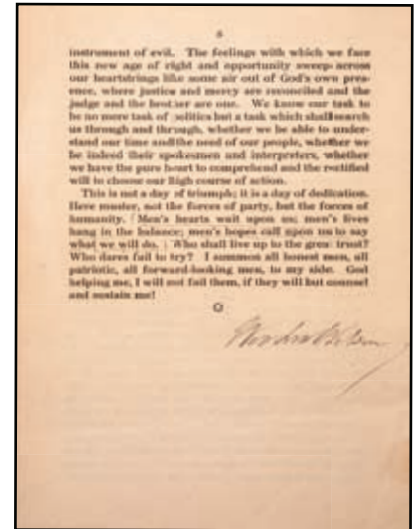 instrument of evil. The feelings with which we face
this new age of right and opportunity sweep across
our heartstrings like some air out of God's own pres-
ence, where justice and mercy are reconciled and the
judge and the brother are one. We know our task to
be no mere task of politics but a task which shall search
us through and through, whether we be able to under-
stand our time and the need of our people, whether we
be indeed their spokesmen and interpreters, whether
we have the pure heart to comprehend and the rectified
will to choose our high course of action.
This is not a day of triumph; it is a day of dedication.
Here muster, not the forces of party, but the forces of
humanity. Men's hearts wait upon us; men's lives
hang in the balance; men's hopes call upon us to say
what we will do. Who shall live up to the great trust?
Who dares fail to try? I summon all honest men, all
patriotic, all forward-looking men, to my side. God
helping me, I will not fail them, if they will but counsel
and sustain me!
Woodrow Wilson